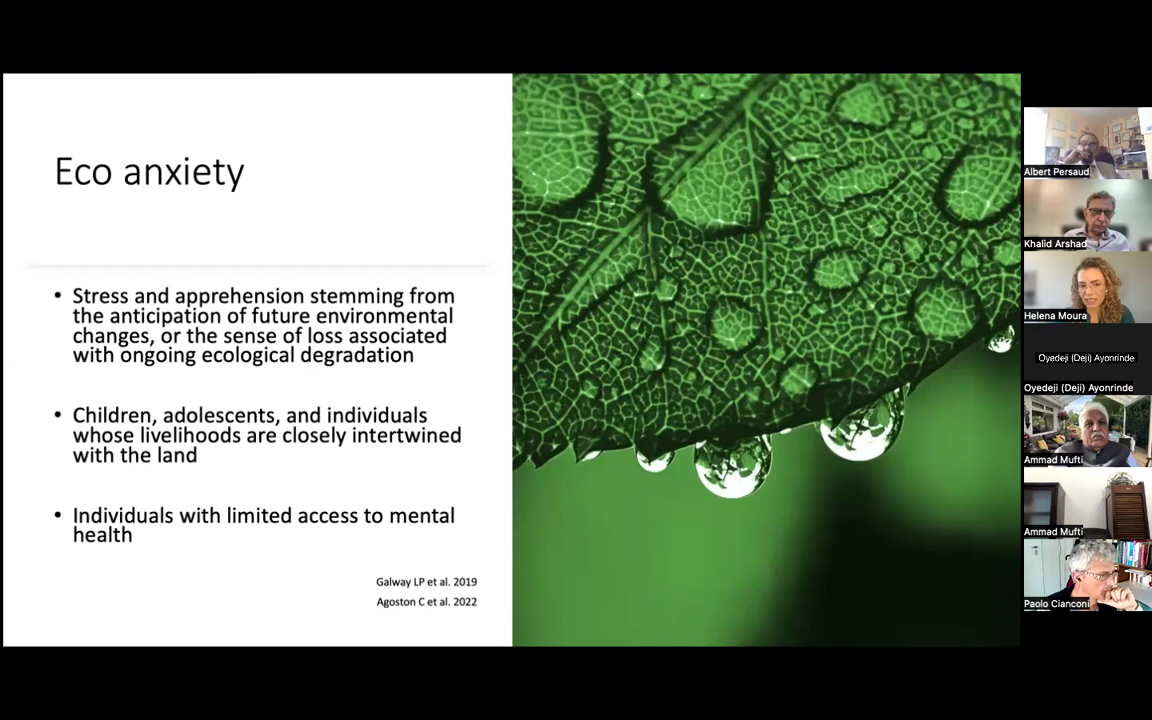 Eco anxiety
• Stress and apprehension stemming from
the anticipation of future environmental
changes, or the sense of loss associated
with ongoing ecological degradation
• Children, adolescents, and individuals
whose livelihoods are closely intertwined
with the land
• Individuals with limited access to mental
health
Galway LP et al. 2019
Agoston C et al. 2022
Albert Persaud
Khalid Arshad
Helena Moura
Oyedeji (Deji) Ayonrinde
Oyedeji (Deji) Ayonrinde
Ammad Mufti
Ammad Mufti
Paolo Cianconi